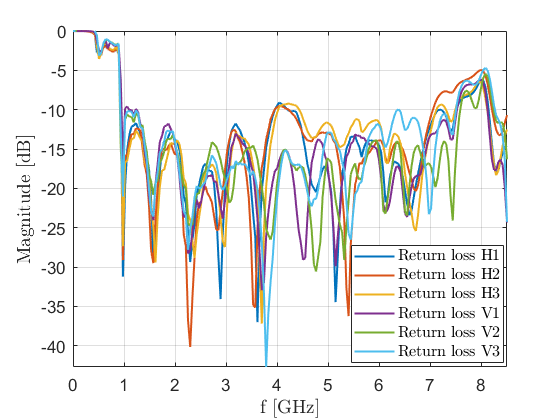 0
-5
-10
-15
-20
-25
-30
-35
-40
Magnitude [dB]
0 1 2 3 4 5 6 7 8
f [GHz]
Return loss H1
Return loss H2
Return loss H3
Return loss V1
Return loss V2
Return loss V3